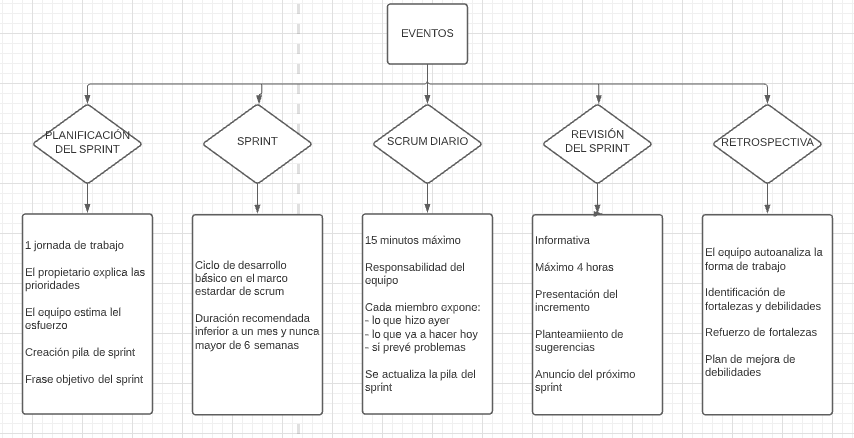 EVENTOS
PLANIFICACIÓN
DEL SPRINT
SPRINT
SCRUM DIARIO
REVISIÓN
DEL SPRINT
RETROSPECTIVA
1 jornada de trabajo
El propietario explica las
prioridades
El equipo estima lel
esfuerzo
Creación pila de sprint
Frase objetivo del sprint
Ciclo de desarrollo
básico en el marco
estardar de scrum
Duración recomendada
inferior a un mes y nunca
mayor de 6 semanas
15 minutos máximo
Responsabilidad del
equipo
Cada miembro expone:
- lo que hizo ayer
- lo que va a hacer hoy
- si prevé problemas
Se actualiza la pila del
sprint
Informativa
Máximo 4 horas
Presentación del
incremento
Planteamiiento de
sugerencias
Anuncio del próximo
sprint
El equipo autoanaliza la
forma de trabajo
Identificación de
fortalezas y debilidades
Refuerzo de fortalezas
Plan de mejora de
debilidades